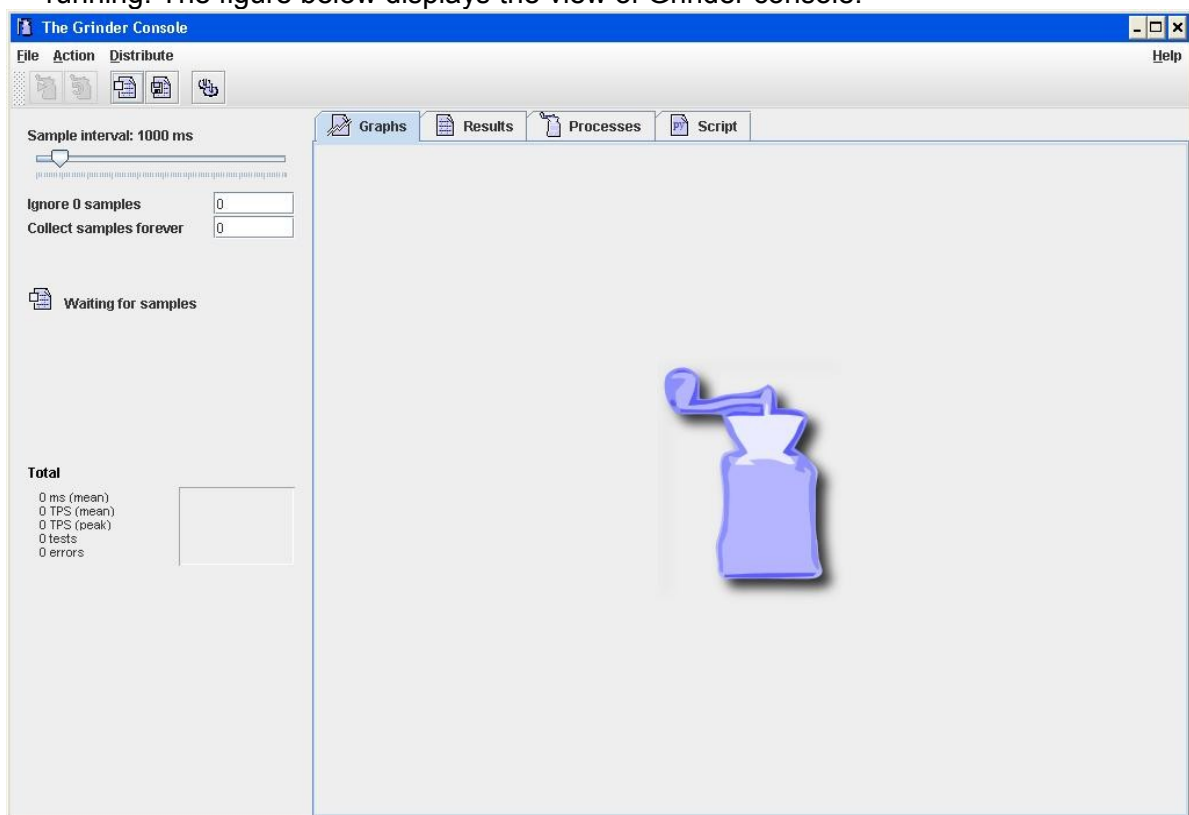 running. The figure below displays the view of Grinder console.
The Grinder Console
File Action Distribute Help
Graphs Results Processes Script
Sample interval: 1000 ms
Ignore 0 samples 0
Collect samples forever 0
Waiting for samples
Total
0 ms (mean)
0 TPS (mean)
0 TPS (peak)
0 tests
0 errors